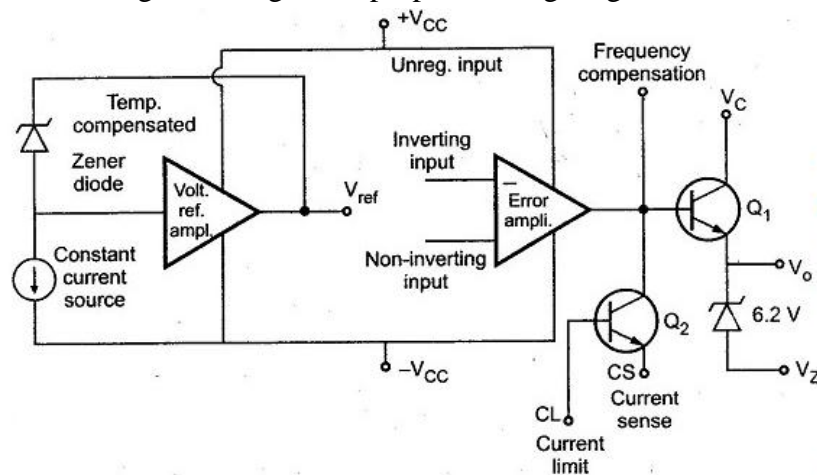 +VCC
Unreg. input
Frequency
compensation
VC
Temp.
compensated
Zener
diode
Volt.
ref.
ampl.
Vref
Inverting
input
−
Error
ampli.
Non-inverting
input
Q1
Vo
Constant
current
source
Q2
6.2 V
−VCC
CS
Current
sense
VZ
CL
Current
limit